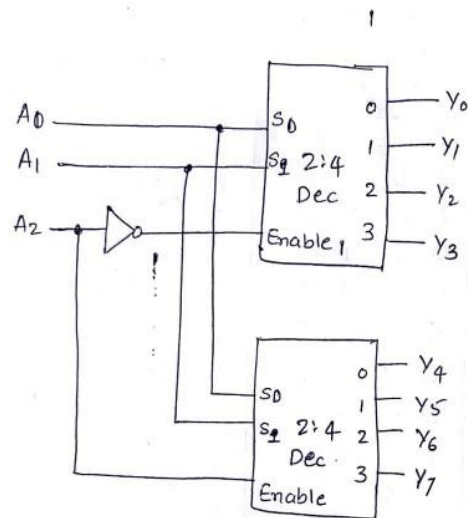 A0
A1
A2
S0
S1 2:4
Dec
Enable 1
0
1
2
3
Y0
Y1
Y2
Y3
S0
S1 2:4
Dec.
Enable
0
1
2
3
Y4
Y5
Y6
Y7